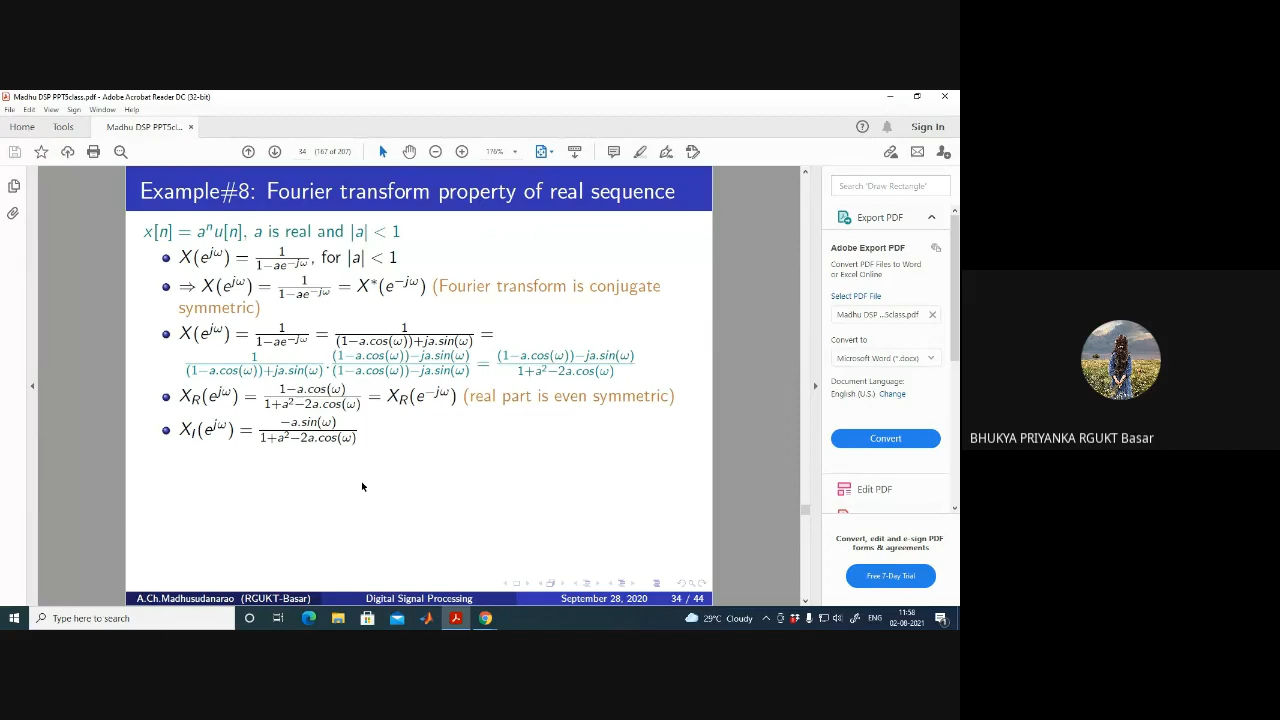 Madhu DSP PPT5class.pdf - Adobe Acrobat Reader DC (32-bit)
File Edit View Sign Window Help
Home Tools Madhu DSP PPT5cl... × Sign In
34 (167 of 207) 176%
Example#8: Fourier transform property of real sequence
x[n] = aⁿu[n], a is real and |a| < 1
X(e^{jω}) = 1/(1−ae^{−jω}), for |a| < 1
⇒ X(e^{jω}) = 1/(1−ae^{−jω}) = X*(e^{−jω}) (Fourier transform is conjugate
symmetric)
X(e^{jω}) = 1/(1−ae^{−jω}) = 1/((1−a.cos(ω))+ja.sin(ω)) =
1/((1−a.cos(ω))+ja.sin(ω)) . ((1−a.cos(ω))−ja.sin(ω))/((1−a.cos(ω))−ja.sin(ω)) = ((1−a.cos(ω))−ja.sin(ω))/(1+a²−2a.cos(ω))
X_R(e^{jω}) = (1−a.cos(ω))/(1+a²−2a.cos(ω)) = X_R(e^{−jω}) (real part is even symmetric)
X_I(e^{jω}) = (−a.sin(ω))/(1+a²−2a.cos(ω))
A.Ch.Madhusudanarao (RGUKT-Basar) Digital Signal Processing September 28, 2020 34 / 44
Search "Draw Rectangle"
Export PDF
Adobe Export PDF
Convert PDF Files to Word
or Excel Online
Select PDF File
Madhu DSP ...5class.pdf ×
Convert to
Microsoft Word (*.docx)
Document Language:
English (U.S.) Change
Convert
Edit PDF
Convert, edit and e-sign PDF
forms & agreements
Free 7-Day Trial
Type here to search
29°C Cloudy ENG 11:58
02-08-2021
BHUKYA PRIYANKA RGUKT Basar